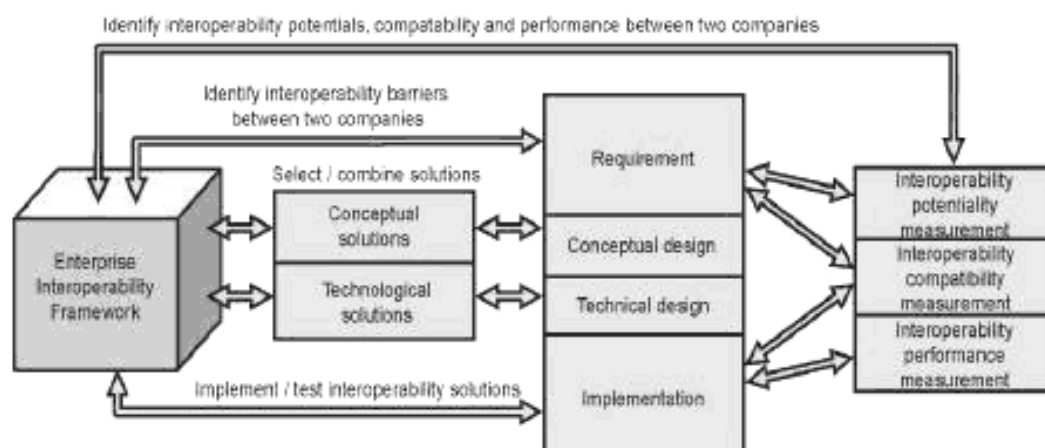 Identify interoperability potentials, compatability and performance between two companies
Identify interoperability barriers
between two companies
Select / combine solutions
Enterprise
Interoperability
Framework
Conceptual
solutions
Technological
solutions
Requirement
Conceptual design
Technical design
Implementation
Interoperability
potentiality
measurement
Interoperability
compatibility
measurement
Interoperability
performance
measurement
Implement / test interoperability solutions